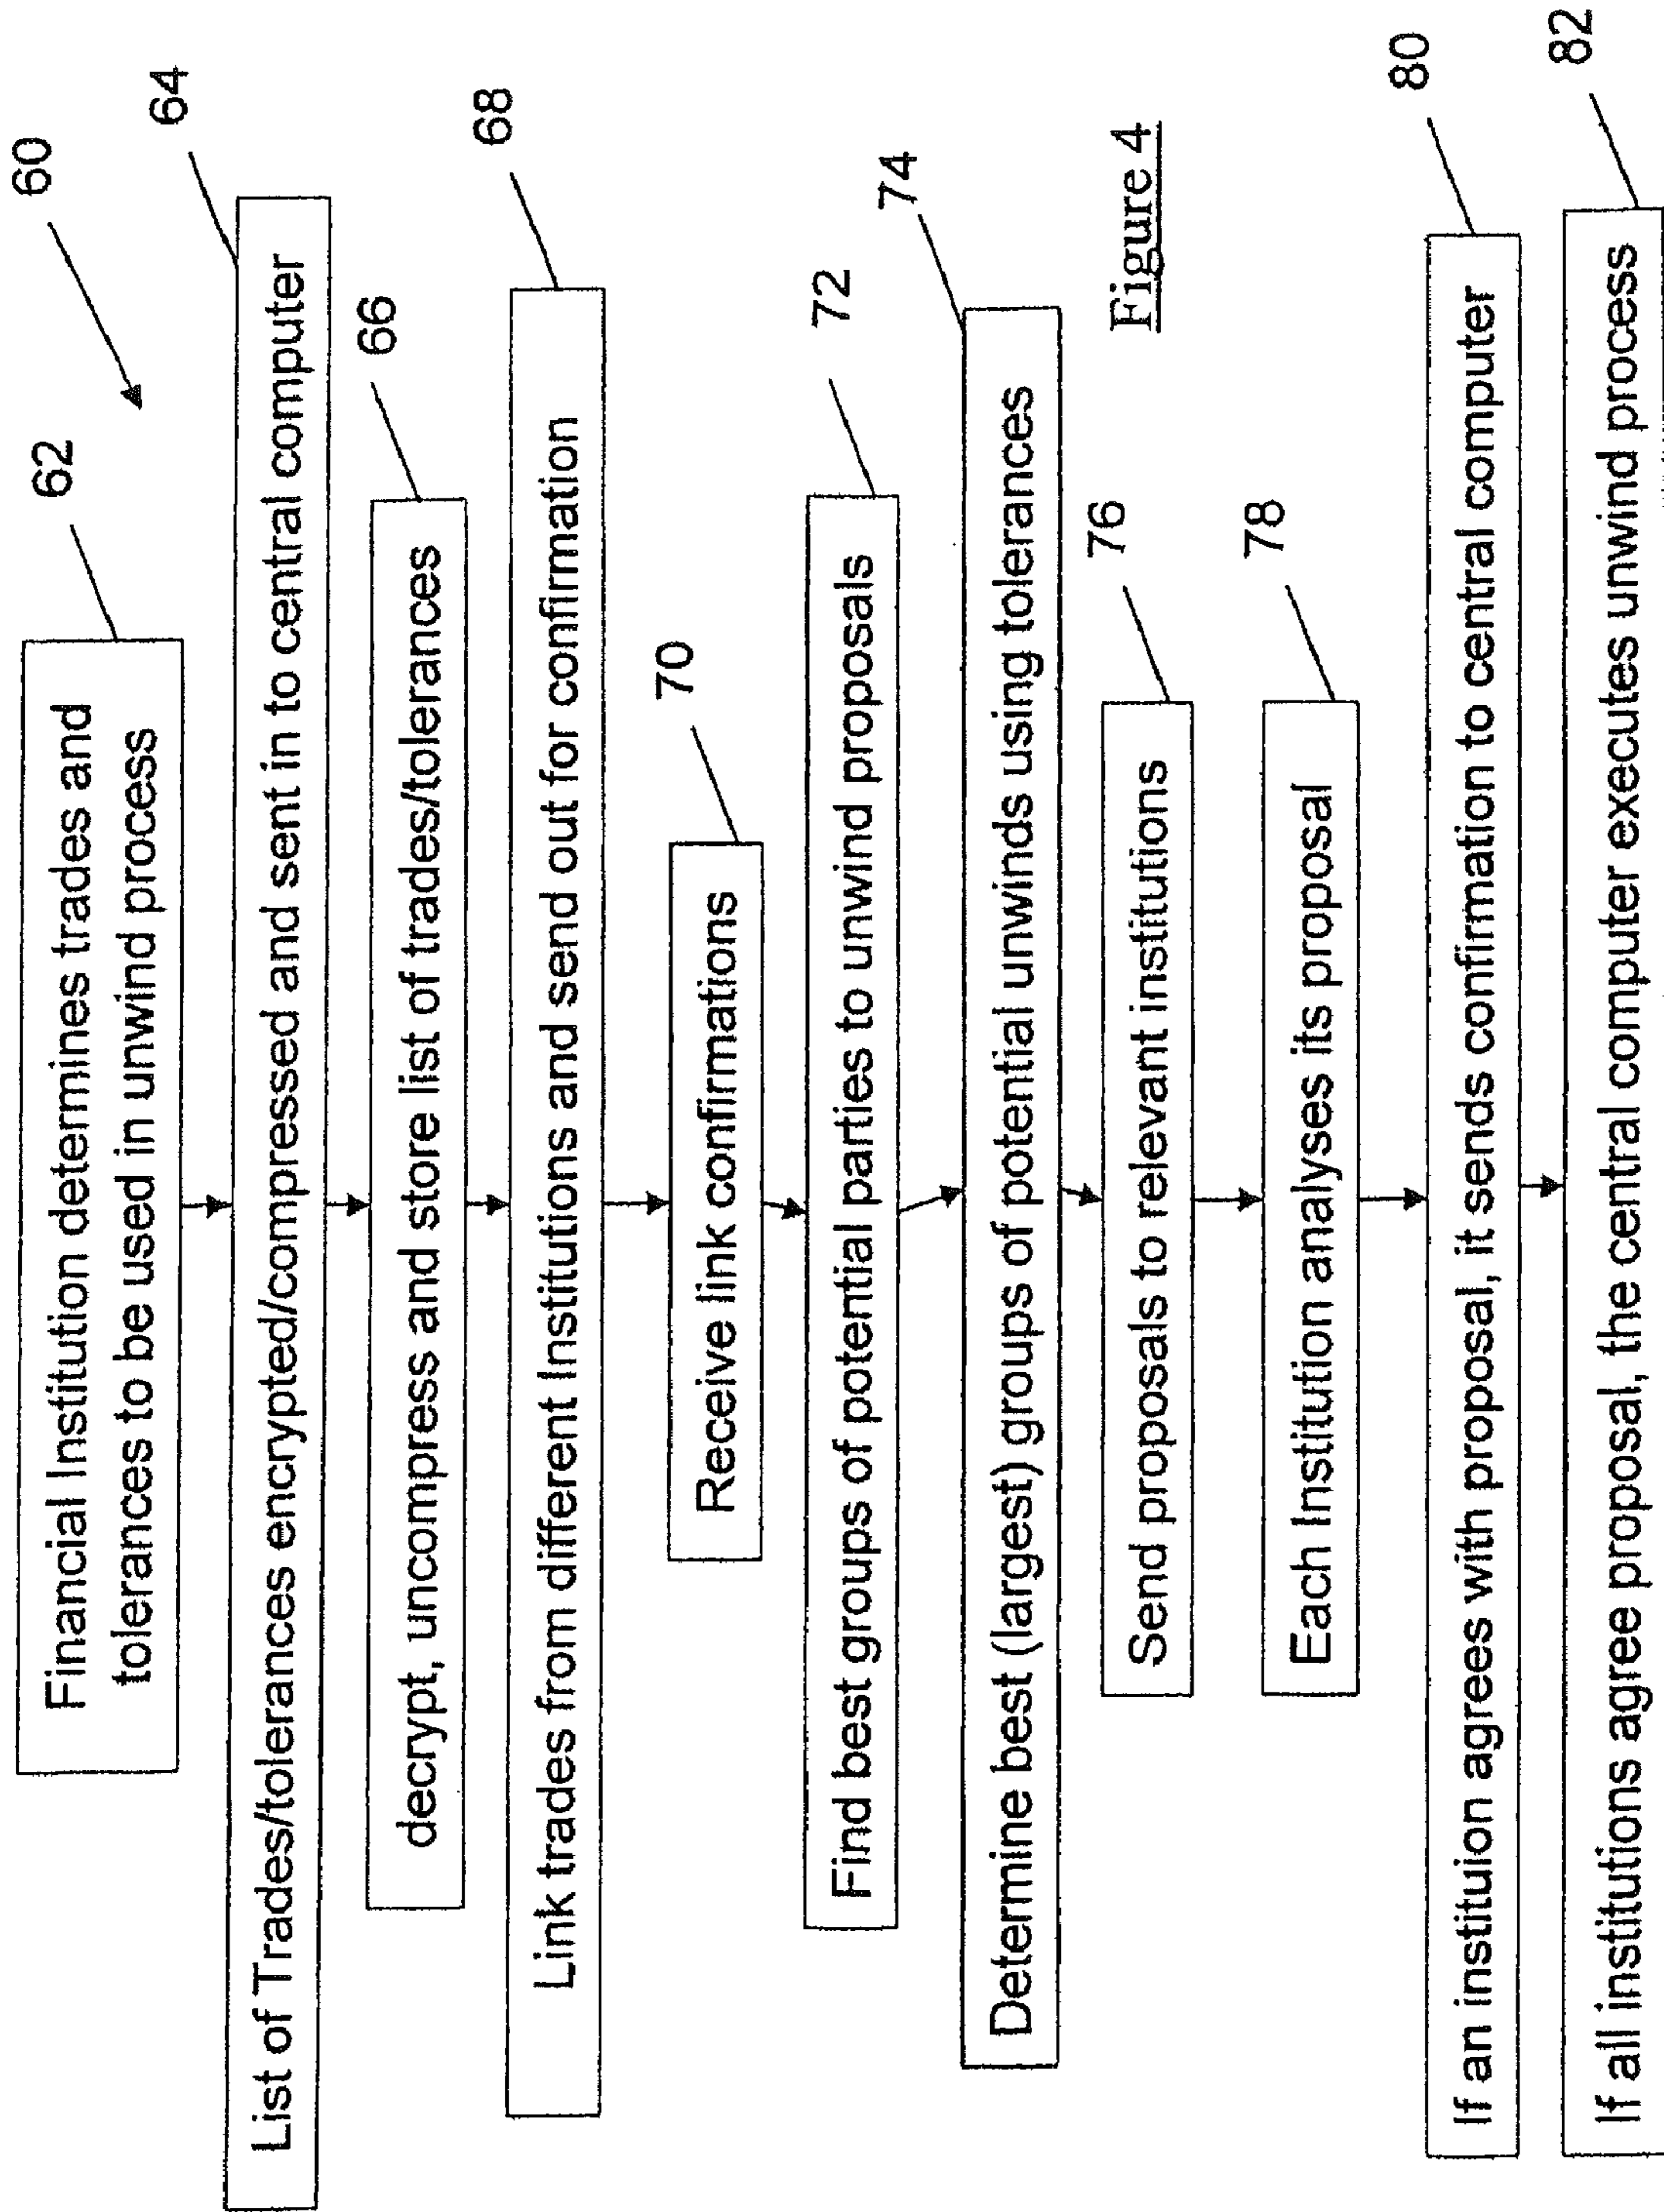 60
62
Financial Institution determines trades and
tolerances to be used in unwind process
64
List of Trades/tolerances encrypted/compressed and sent in to central computer
66
decrypt, uncompress and store list of trades/tolerances
68
Link trades from different Institutions and send out for confirmation
70
Receive link confirmations
72
Find best groups of potential parties to unwind proposals
74
Determine best (largest) groups of potential unwinds using tolerances
76
Send proposals to relevant institutions
Figure 4
78
Each Institution analyses its proposal
80
If an instituion agrees with proposal, it sends confirmation to central computer
82
If all institutions agree proposal, the central computer executes unwind process